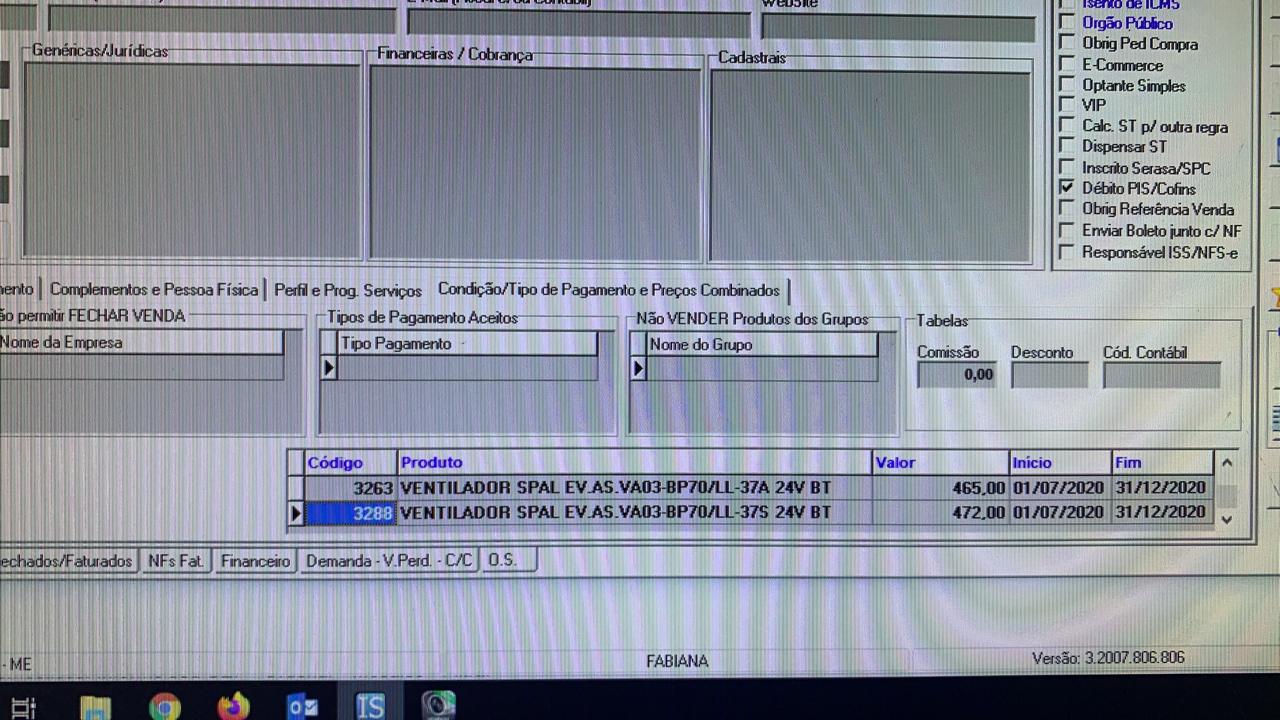 Isento de ICMS
Website
Orgão Público
Obrig Ped Compra
E-Commerce
Optante Simples
VIP
Calc. ST p/ outra regra
Dispensar ST
Inscrito Serasa/SPC
Débito PIS/Cofins
Obrig Referência Venda
Enviar Boleto junto c/ NF
Responsável ISS/NFS-e
Genéricas/Jurídicas
Financeiras / Cobrança
Cadastrais
Complementos e Pessoa Física
Perfil e Prog. Serviços
Condição/Tipo de Pagamento e Preços Combinados
permitir FECHAR VENDA
Nome da Empresa
Tipos de Pagamento Aceitos
Tipo Pagamento
Não VENDER Produtos dos Grupos
Nome do Grupo
Tabelas
Comissão Desconto Cód. Contábil
0,00
Código Produto Valor Início Fim
3263 VENTILADOR SPAL EV.AS.VA03-BP70/LL-37A 24V BT 465,00 01/07/2020 31/12/2020
3288 VENTILADOR SPAL EV.AS.VA03-BP70/LL-37S 24V BT 472,00 01/07/2020 31/12/2020
echados/Faturados NFs Fat. Financeiro Demanda - V.Perd. - C/C O.S.
- ME FABIANA Versão: 3.2007.806.806
IS